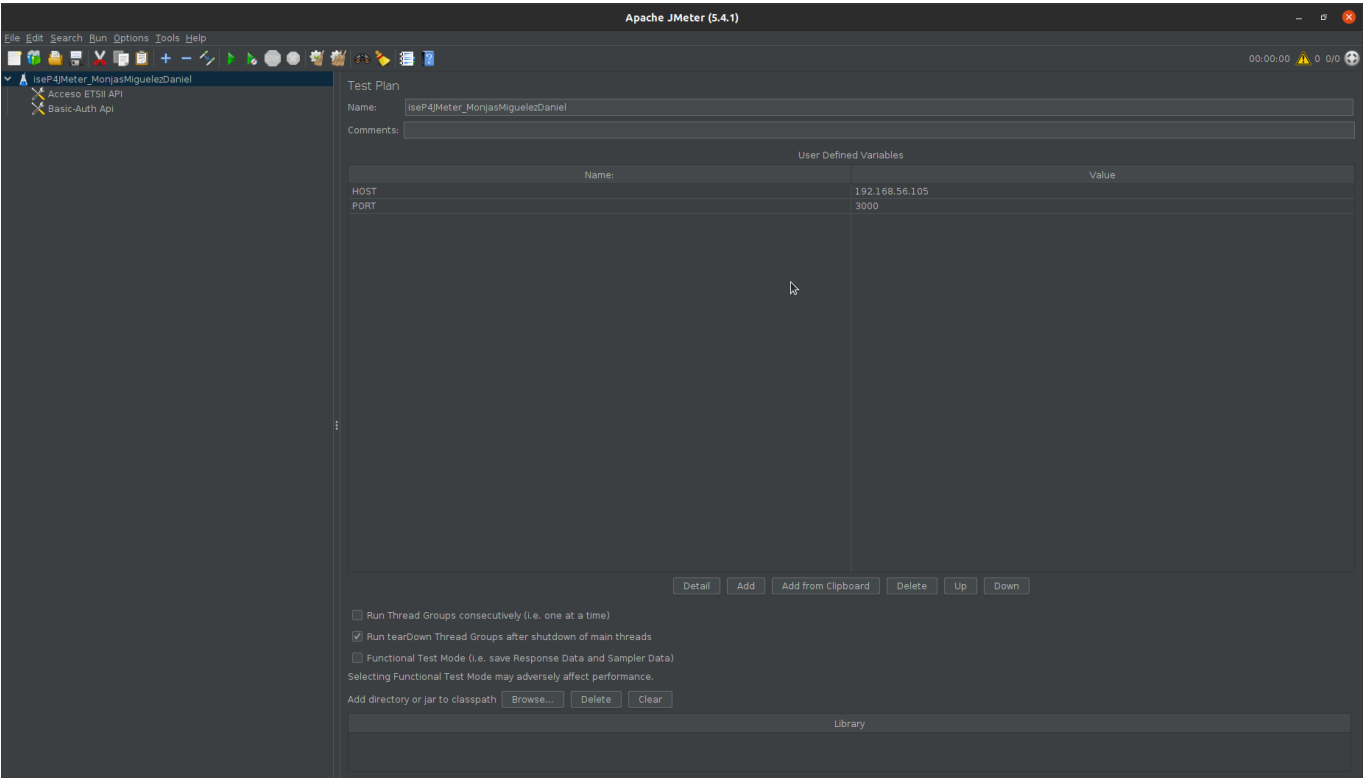 Apache JMeter (5.4.1)
File Edit Search Run Options Tools Help
00:00:00 0 0/0
iseP4JMeter_MonjasMiguelezDaniel
Acceso ETSII API
Basic-Auth Api
Test Plan
Name: iseP4JMeter_MonjasMiguelezDaniel
Comments:
User Defined Variables
Name: Value
HOST 192.168.56.105
PORT 3000
Detail Add Add from Clipboard Delete Up Down
Run Thread Groups consecutively (i.e. one at a time)
Run tearDown Thread Groups after shutdown of main threads
Functional Test Mode (i.e. save Response Data and Sampler Data)
Selecting Functional Test Mode may adversely affect performance.
Add directory or jar to classpath Browse... Delete Clear
Library